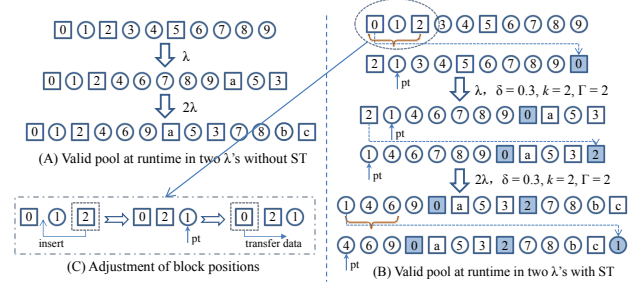 0 1 2 3 4 5 6 7 8 9
λ
0 1 2 4 6 7 8 9 a 5 3
2λ
0 1 2 4 6 9 a 5 3 7 8 b c
(A) Valid pool at runtime in two λ's without ST
0 1 2
insert
0 2 1
pt
0 2 1
transfer data
(C) Adjustment of block positions
0 1 2 3 4 5 6 7 8 9
2 1 3 4 5 6 7 8 9 0
pt
λ, δ = 0.3, k = 2, Γ = 2
2 1 4 6 7 8 9 0 a 5 3
pt
1 4 6 7 8 9 0 a 5 3 2
pt
2λ, δ = 0.3, k = 2, Γ = 2
1 4 6 9 0 a 5 3 2 7 8 b c
4 6 9 0 a 5 3 2 7 8 b c 1
pt
(B) Valid pool at runtime in two λ's with ST